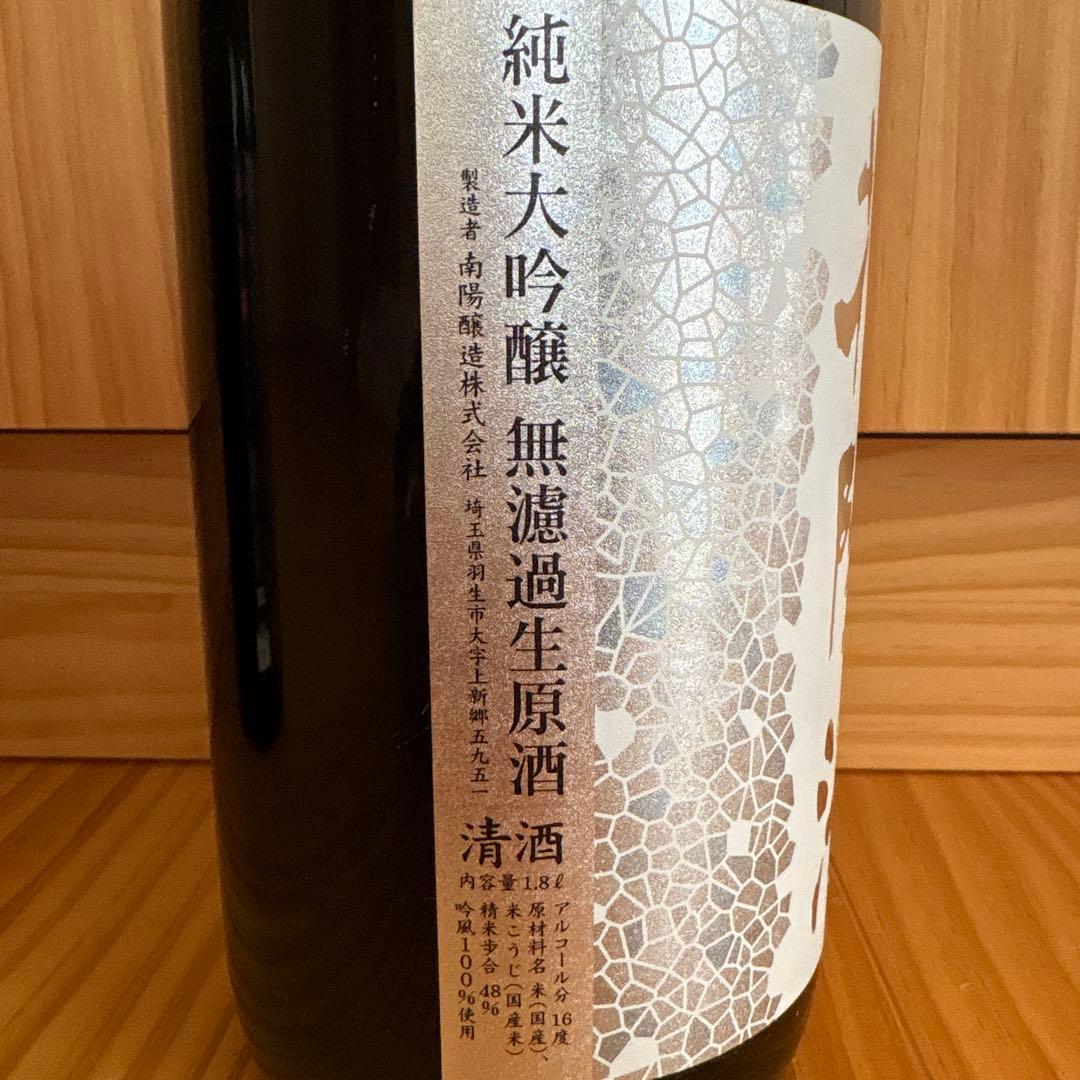 純米大吟醸 無濾過生原酒
製造者 南陽醸造株式会社 埼玉県羽生市大字上新郷五九五一
清酒
内容量1.8ℓ
アルコール分 16度
原材料名 米(国産)、
米こうじ(国産米)
精米歩合 48%
吟風100%使用